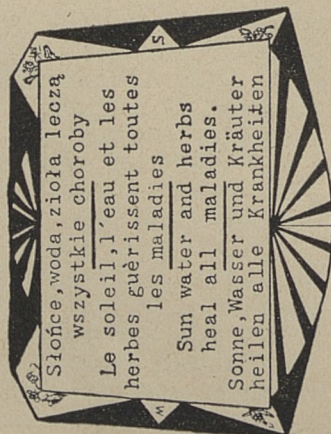 S
Słońce,woda,zioła leczą
wszystkie choroby
Le soleil,l'eau et les
herbes guèrissent toutes
les maladies
Sun water and herbs
heal all maladies.
Sonne,Wasser und Kräuter
heilen alle Krankheiten
W